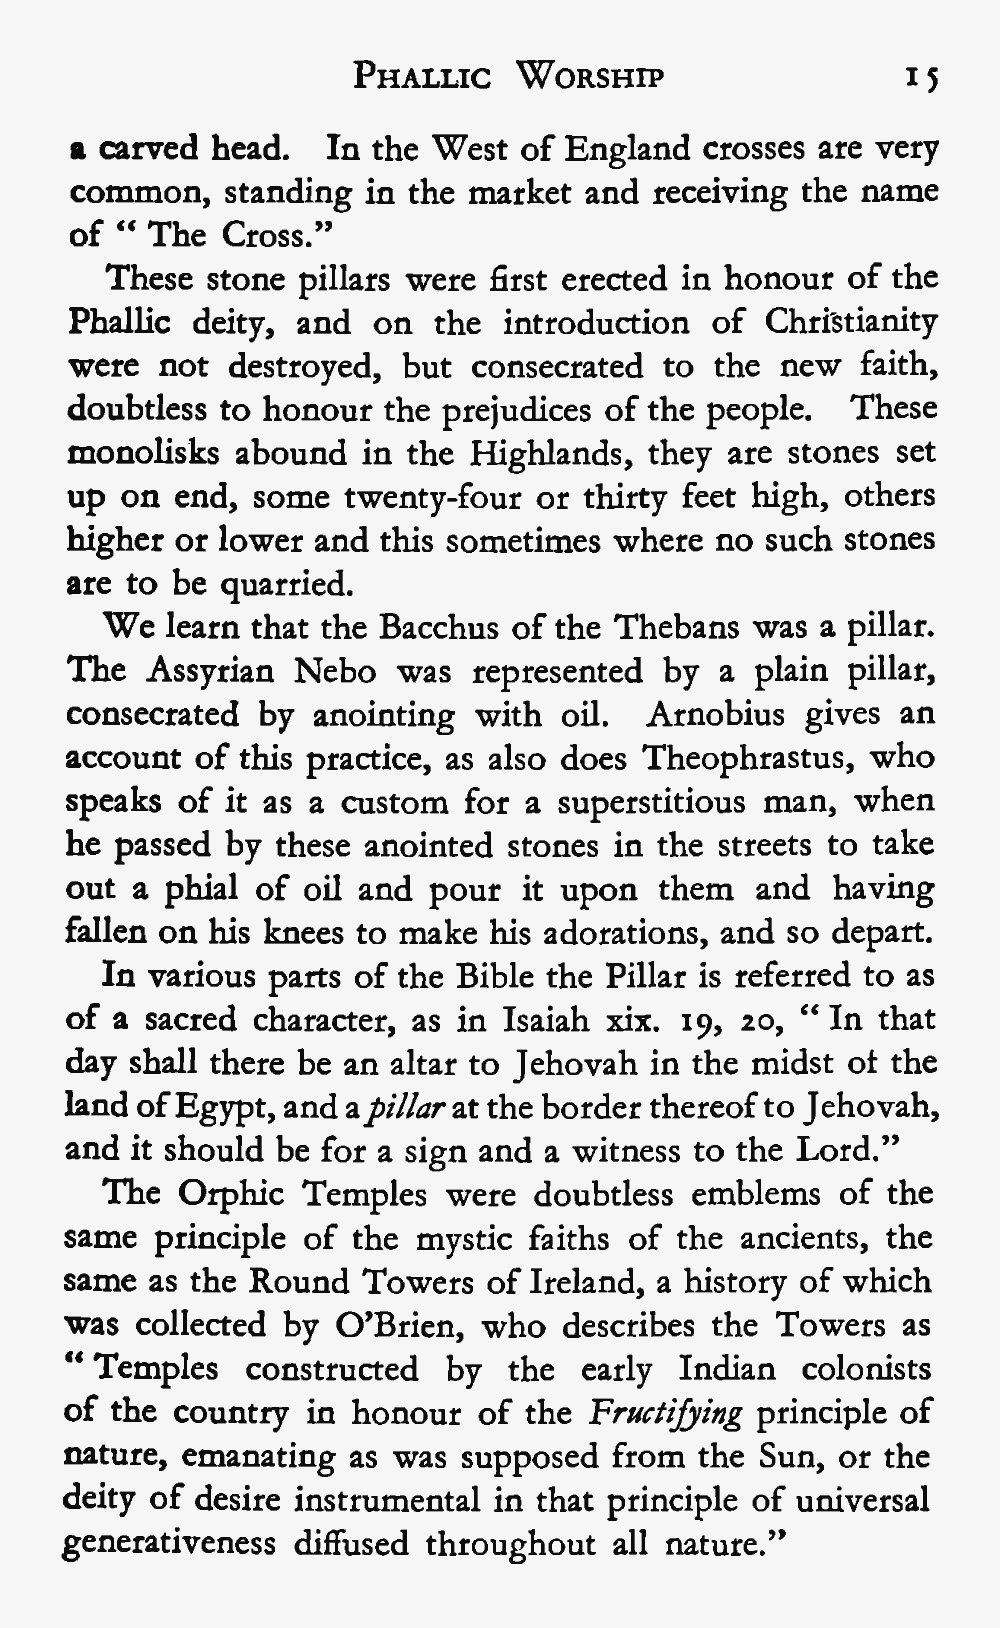 Phallic Worship 15
a carved head. In the West of England crosses are very
common, standing in the market and receiving the name
of “ The Cross.”
These stone pillars were first erected in honour of the
Phallic deity, and on the introduction of Christianity
were not destroyed, but consecrated to the new faith,
doubtless to honour the prejudices of the people. These
monolisks abound in the Highlands, they are stones set
up on end, some twenty-four or thirty feet high, others
higher or lower and this sometimes where no such stones
are to be quarried.
We learn that the Bacchus of the Thebans was a pillar.
The Assyrian Nebo was represented by a plain pillar,
consecrated by anointing with oil. Arnobius gives an
account of this practice, as also does Theophrastus, who
speaks of it as a custom for a superstitious man, when
he passed by these anointed stones in the streets to take
out a phial of oil and pour it upon them and having
fallen on his knees to make his adorations, and so depart.
In various parts of the Bible the Pillar is referred to as
of a sacred character, as in Isaiah xix. 19, 20, “ In that
day shall there be an altar to Jehovah in the midst of the
land of Egypt, and a pillar at the border thereof to Jehovah,
and it should be for a sign and a witness to the Lord.”
The Orphic Temples were doubtless emblems of the
same principle of the mystic faiths of the ancients, the
same as the Round Towers of Ireland, a history of which
was collected by O’Brien, who describes the Towers as
“ Temples constructed by the early Indian colonists
of the country in honour of the Fructifying principle of
nature, emanating as was supposed from the Sun, or the
deity of desire instrumental in that principle of universal
generativeness diffused throughout all nature.”